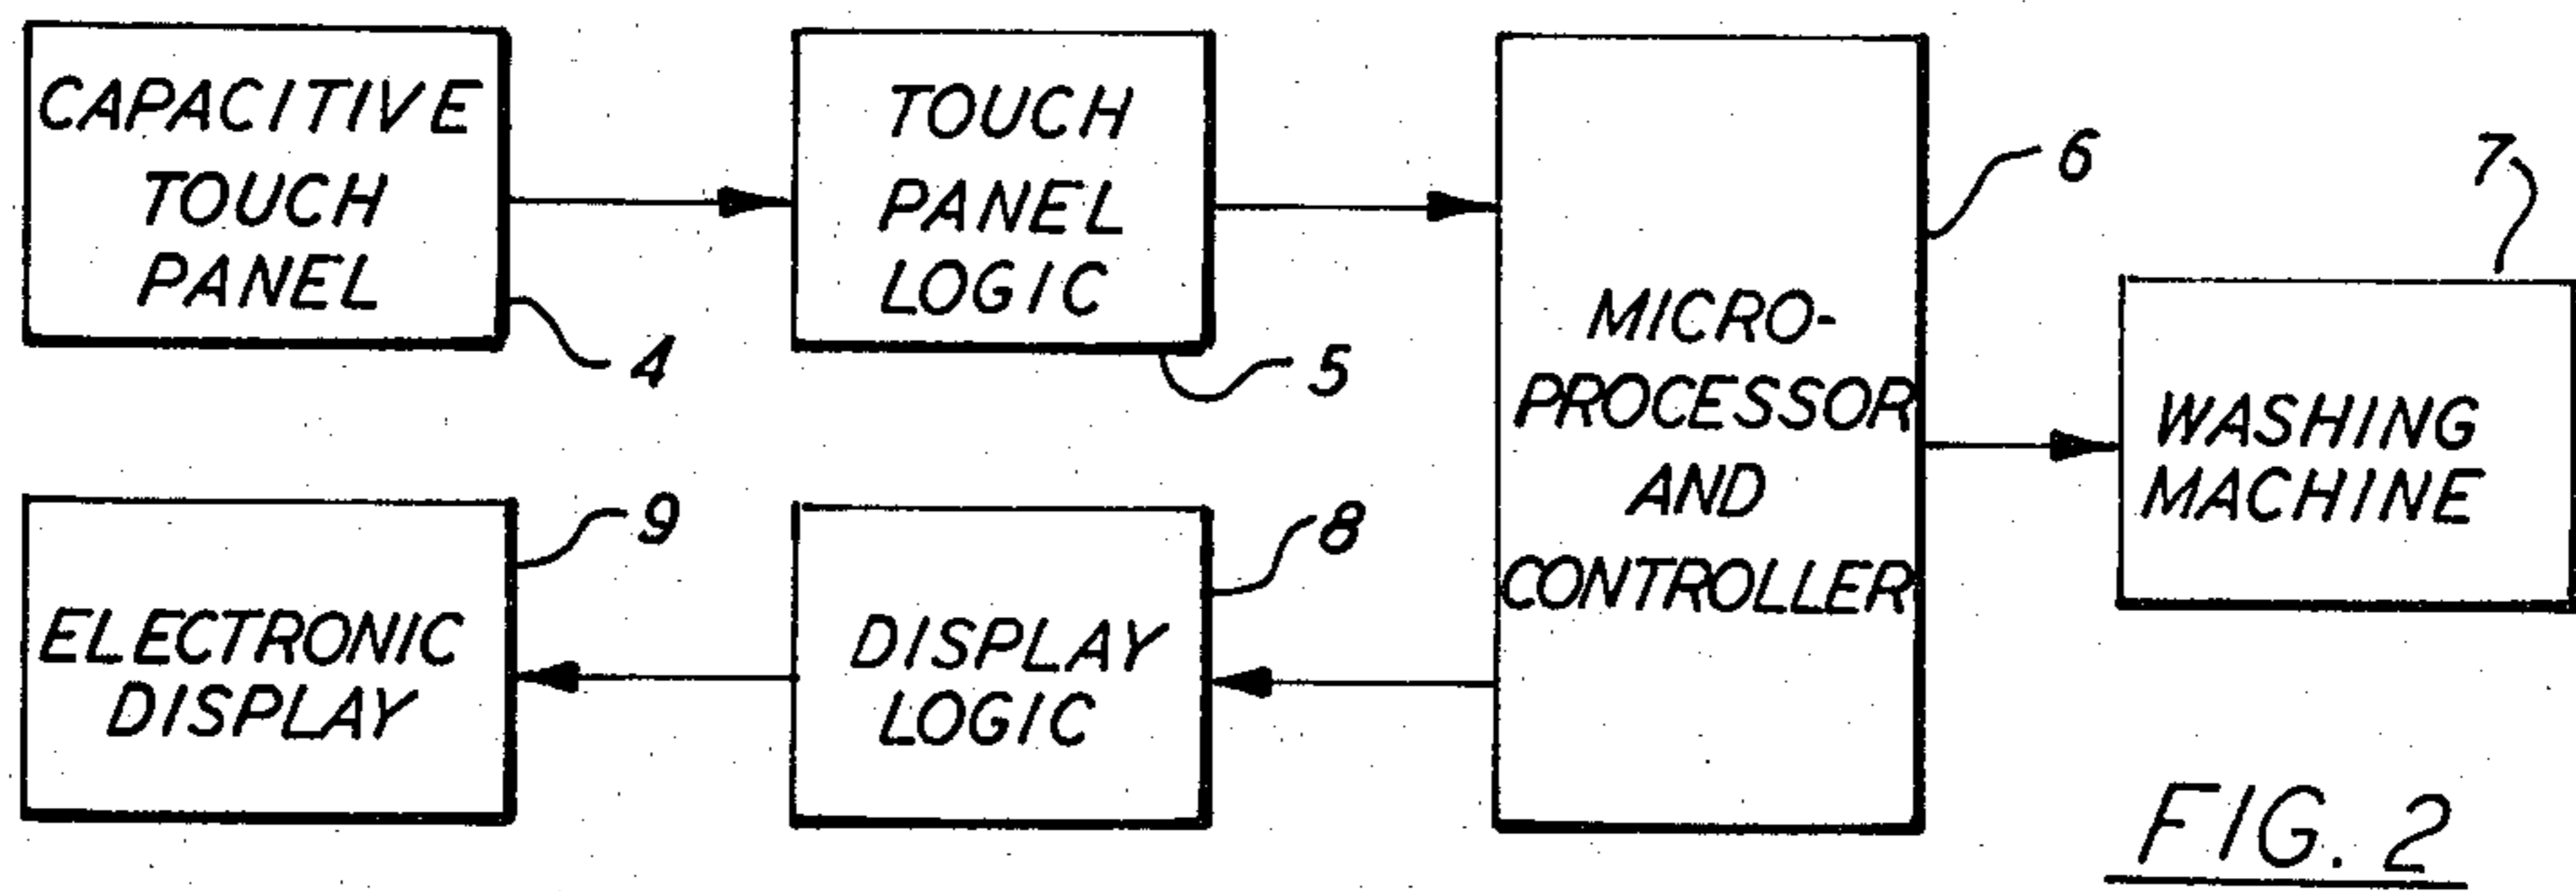 CAPACITIVE
TOUCH
PANEL
4
TOUCH
PANEL
LOGIC
5
MICRO-
PROCESSOR
AND
CONTROLLER
6
7
WASHING
MACHINE
ELECTRONIC
DISPLAY
9
DISPLAY
LOGIC
8
FIG. 2